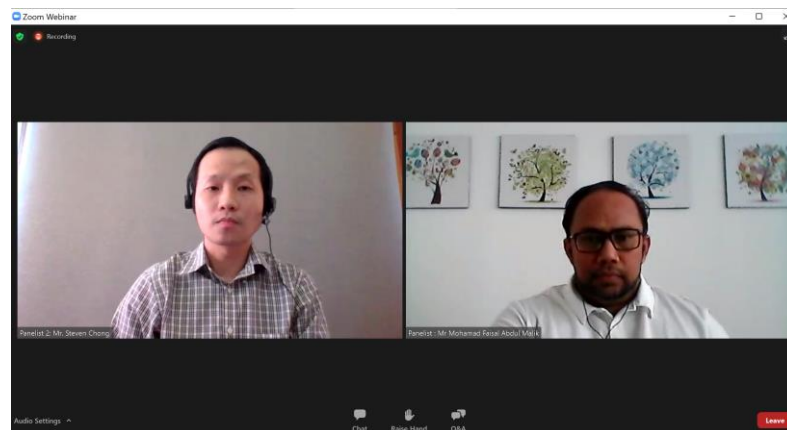 Zoom Webinar
Recording
Panelist 2: Mr. Steven Chong
Panelist : Mr Mohamad Faisal Abdul Malik
Audio Settings
Chat
Raise Hand
Q&A
Leave